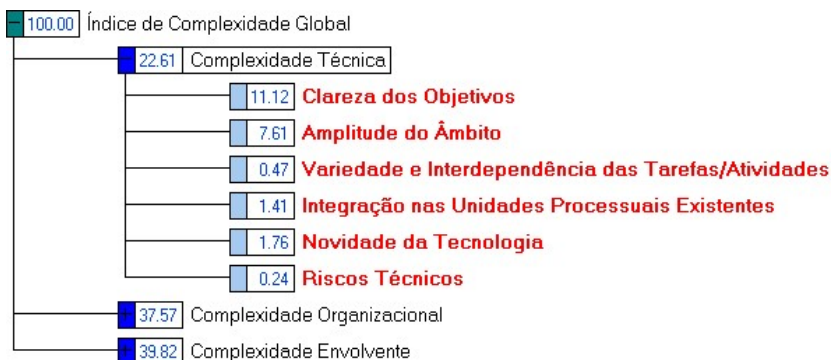 100.00 Índice de Complexidade Global
22.61 Complexidade Técnica
11.12 Clareza dos Objetivos
7.61 Amplitude do Âmbito
0.47 Variedade e Interdependência das Tarefas/Atividades
1.41 Integração nas Unidades Processuais Existentes
1.76 Novidade da Tecnologia
0.24 Riscos Técnicos
37.57 Complexidade Organizacional
39.82 Complexidade Envolvente